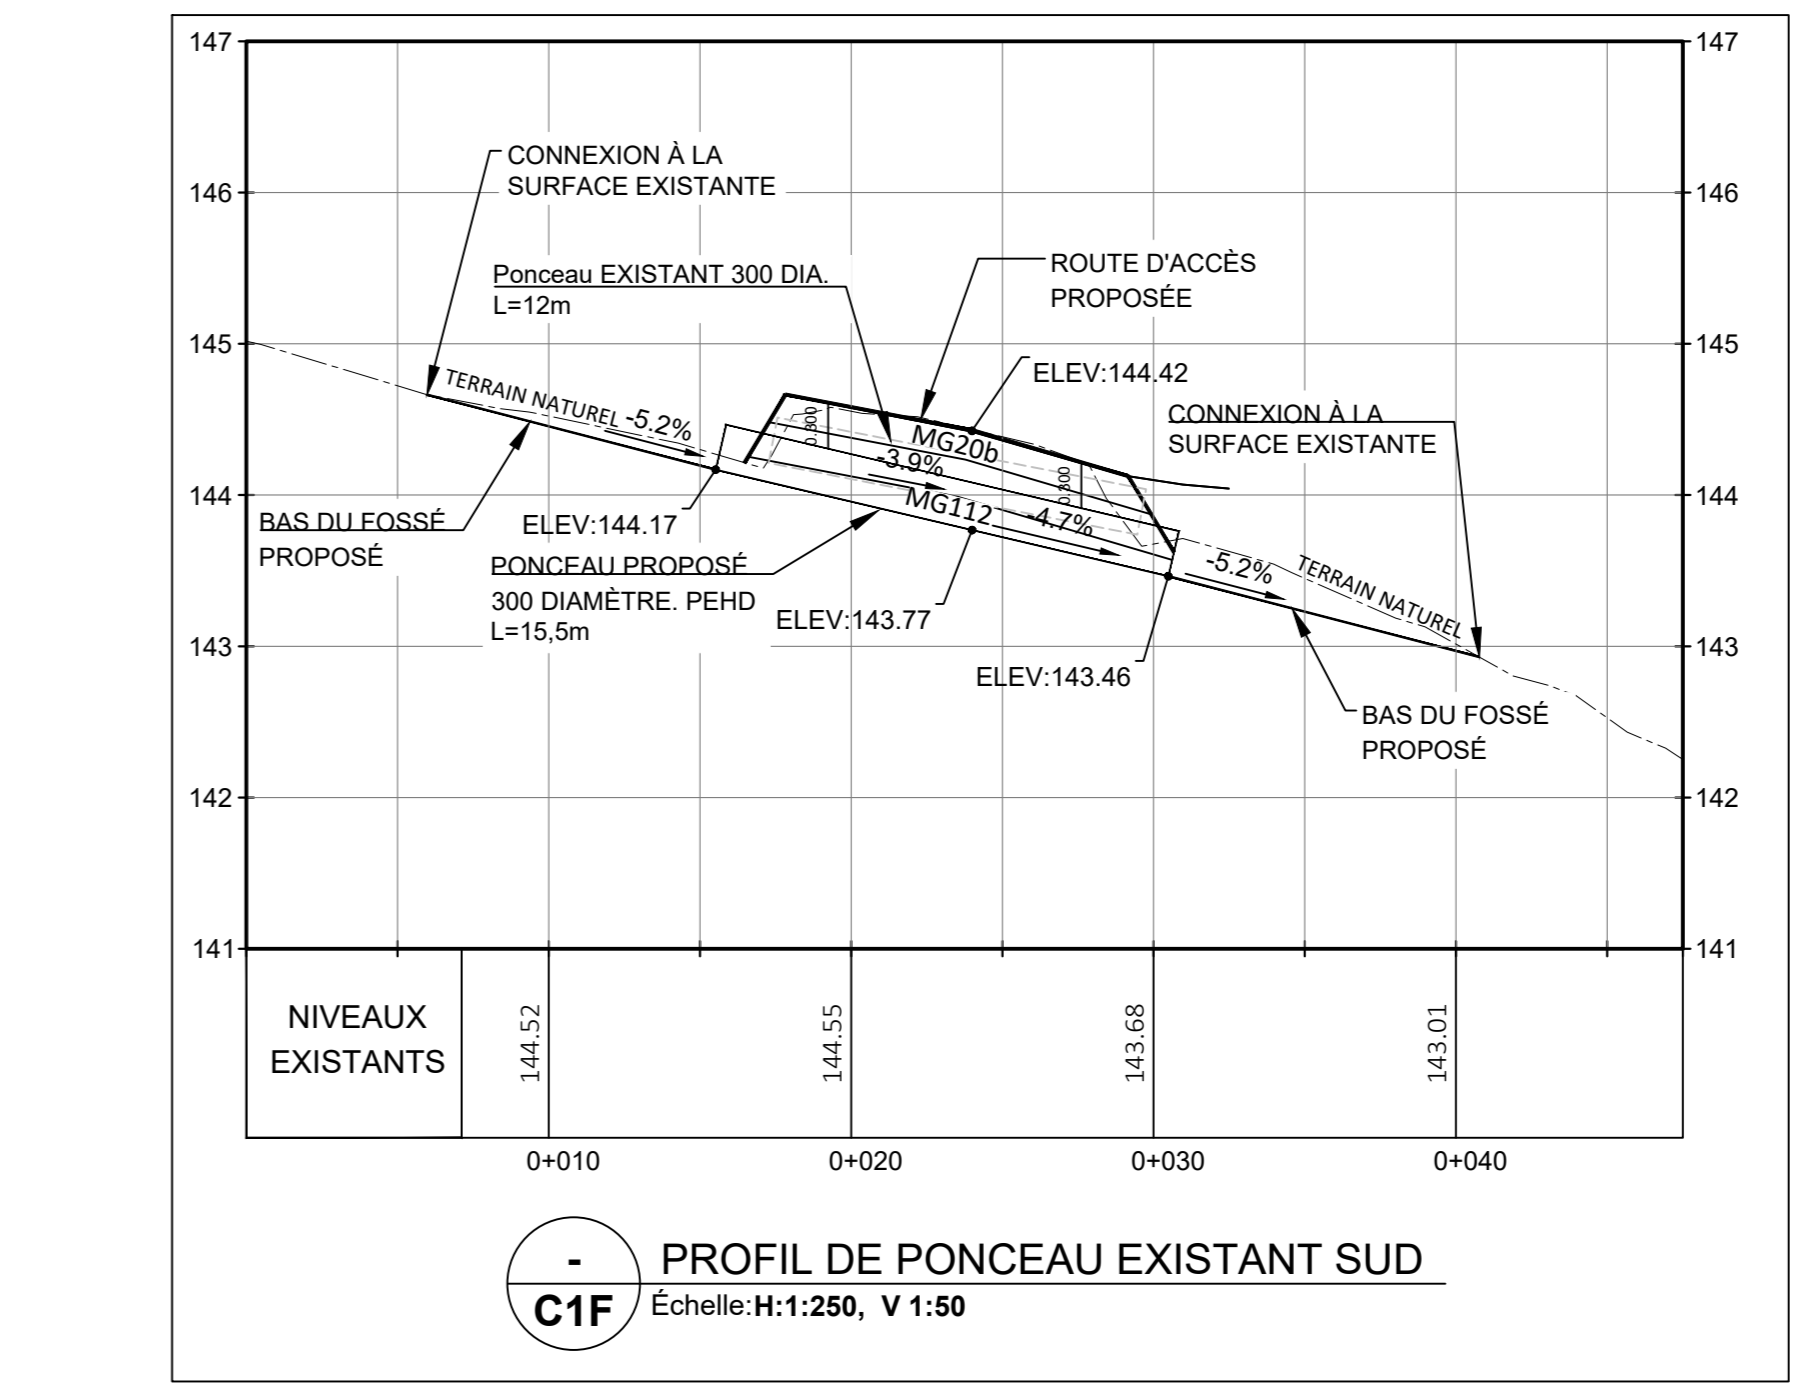 147
147
CONNEXION À LA
SURFACE EXISTANTE
146
146
ROUTE D'ACCÈS
PROPOSÉE
Ponceau EXISTANT 300 DIA.
L=12m
145
145
ELEV:144.42
TERRAIN NATUREL
-5.2%
0.300
MG20b
-3.9%
CONNEXION À LA
SURFACE EXISTANTE
144
144
0.300
MG112
-4.7%
BAS DU FOSSÉ
PROPOSÉ
ELEV:144.17
PONCEAU PROPOSÉ
300 DIAMÈTRE. PEHD
L=15,5m
ELEV:143.77
-5.2%
TERRAIN NATUREL
143
143
ELEV:143.46
BAS DU FOSSÉ
PROPOSÉ
142
142
141
141
NIVEAUX
EXISTANTS
144.52
144.55
143.68
143.01
0+010
0+020
0+030
0+040
-
C1F
PROFIL DE PONCEAU EXISTANT SUD
Échelle:H:1:250, V 1:50